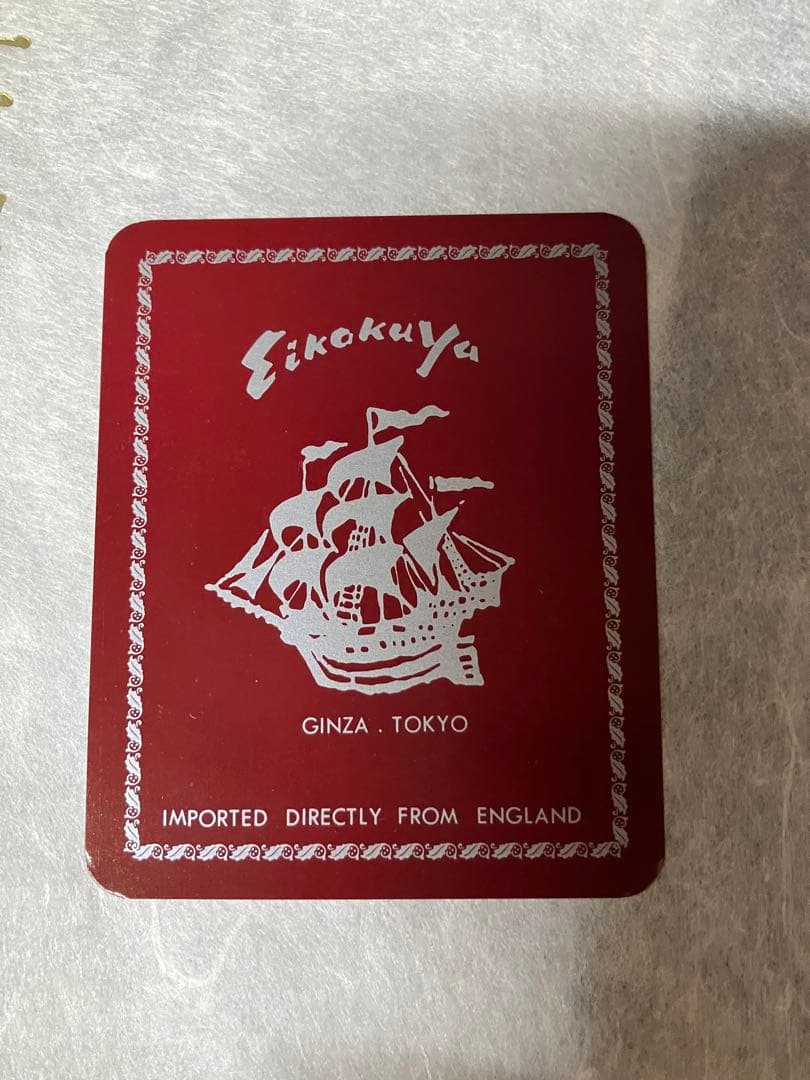 Eikokuya
GINZA . TOKYO
IMPORTED DIRECTLY FROM ENGLAND